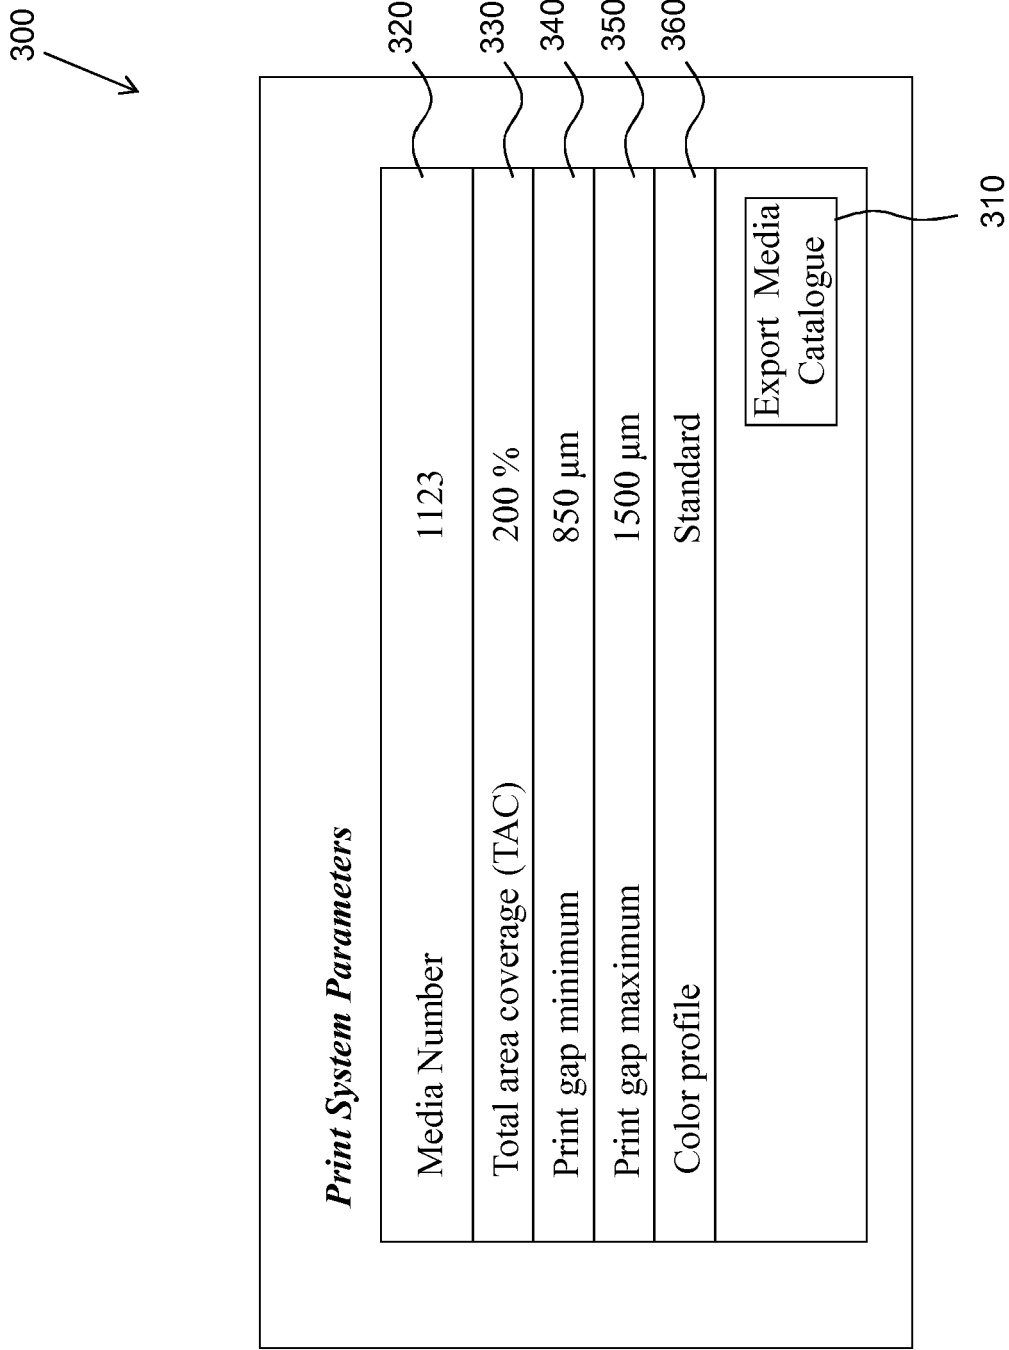 300
Print System Parameters
Media Number 1123 320
Total area coverage (TAC) 200 % 330
Print gap minimum 850 µm 340
Print gap maximum 1500 µm 350
Color profile Standard 360
Export Media
Catalogue
310